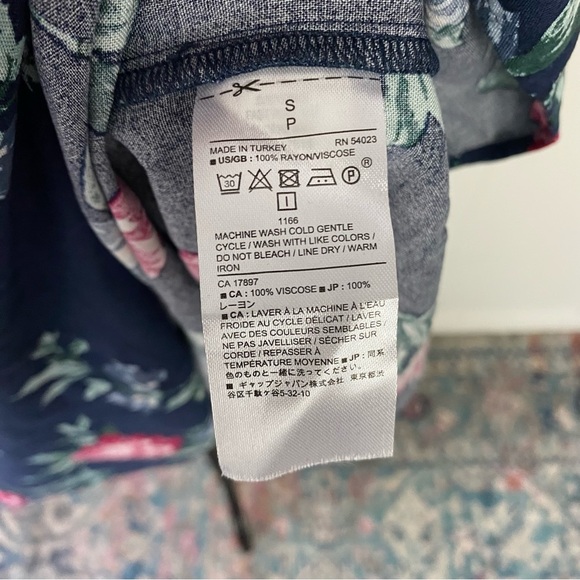 S
P
MADE IN TURKEY RN 54023
■ US/GB : 100% RAYON/VISCOSE
30 P ®
I
1166
MACHINE WASH COLD GENTLE
CYCLE / WASH WITH LIKE COLORS /
DO NOT BLEACH / LINE DRY / WARM
IRON
CA 17897
■ CA : 100% VISCOSE ■ JP : 100%
レーヨン
■ CA : LAVER À LA MACHINE À L'EAU
FROIDE AU CYCLE DÉLICAT / LAVER
AVEC DES COULEURS SEMBLABLES /
NE PAS JAVELLISER / SÉCHER SUR
CORDE / REPASSER À
TEMPÉRATURE MOYENNE ■ JP : 同系
色のものと一緒に洗ってください。
■ ギャップジャパン株式会社 東京都渋
谷区千駄ヶ谷5-32-10